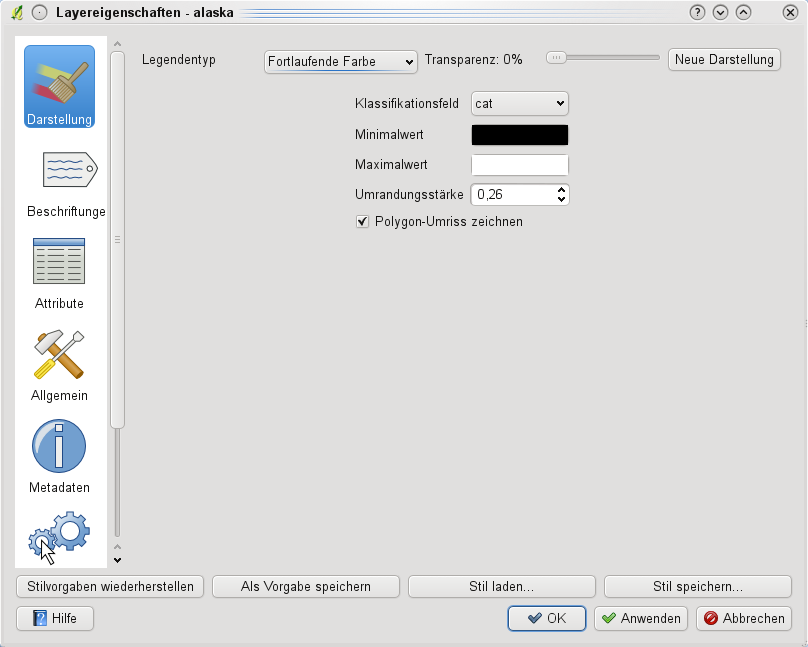 Layereigenschaften - alaska
Legendentyp
Fortlaufende Farbe
Transparenz: 0%
Neue Darstellung
Klassifikationsfeld
cat
Minimalwert
Maximalwert
Umrandungsstärke
0,26
Polygon-Umriss zeichnen
Darstellung
Beschriftunge
Attribute
Allgemein
Metadaten
Stilvorgaben wiederherstellen
Als Vorgabe speichern
Stil laden...
Stil speichern...
Hilfe
OK
Anwenden
Abbrechen